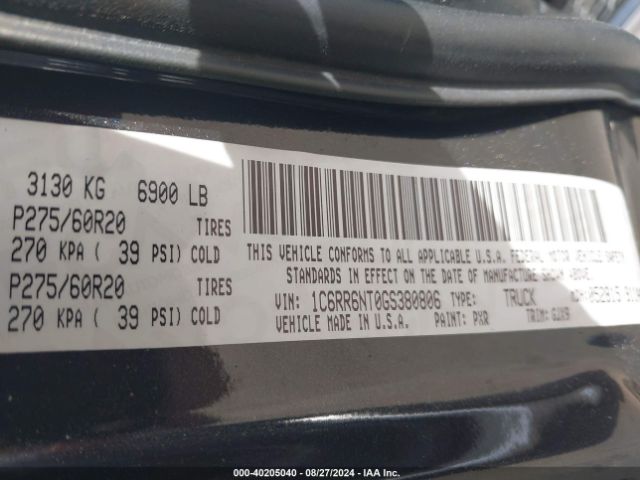 3130 KG 6900 LB
P275/60R20 TIRES
270 KPA ( 39 PSI) COLD
P275/60R20 TIRES
270 KPA ( 39 PSI) COLD
THIS VEHICLE CONFORMS TO ALL APPLICABLE U.S.A. FEDERAL MOTOR VEHICLE SAFETY
STANDARDS IN EFFECT ON THE DATE OF MANUFACTURE SHOWN ABOVE.
VIN: 1C6RR6NT0GS380806 TYPE: TRUCK
VEHICLE MADE IN U.S.A. PAINT: PXR TRIM:
000-40205040 - 08/27/2024 - IAA Inc.